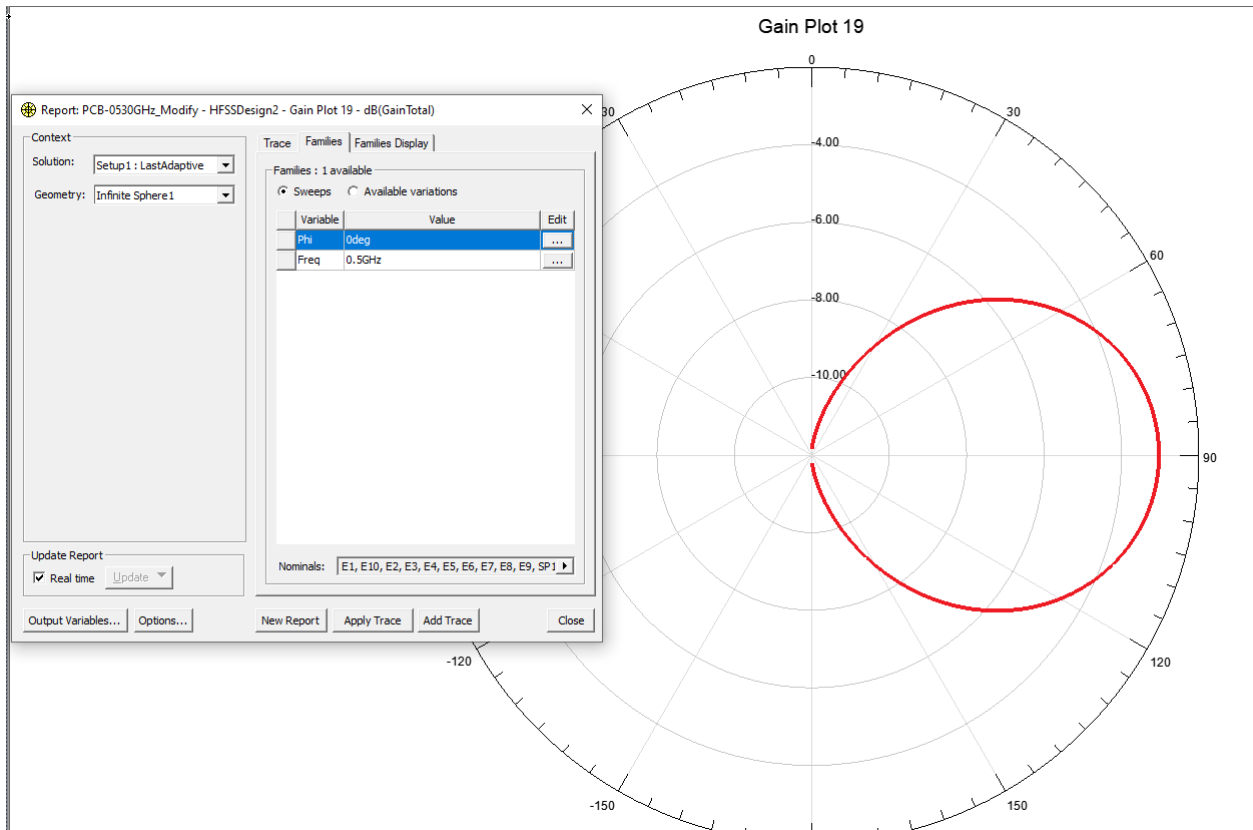 Gain Plot 19
Report: PCB-0530GHz_Modify - HFSSDesign2 - Gain Plot 19 - dB(GainTotal)
Context
Solution: Setup1 : LastAdaptive
Geometry: Infinite Sphere1
Trace Families Families Display
Families : 1 available
Sweeps Available variations
Variable Value Edit
Phi 0deg ...
Freq 0.5GHz ...
Nominals: E1, E10, E2, E3, E4, E5, E6, E7, E8, E9, SP1
Update Report
Real time Update
Output Variables... Options... New Report Apply Trace Add Trace Close
0
30
30
-4.00
-6.00
60
-8.00
-10.00
90
-120
120
-150
150